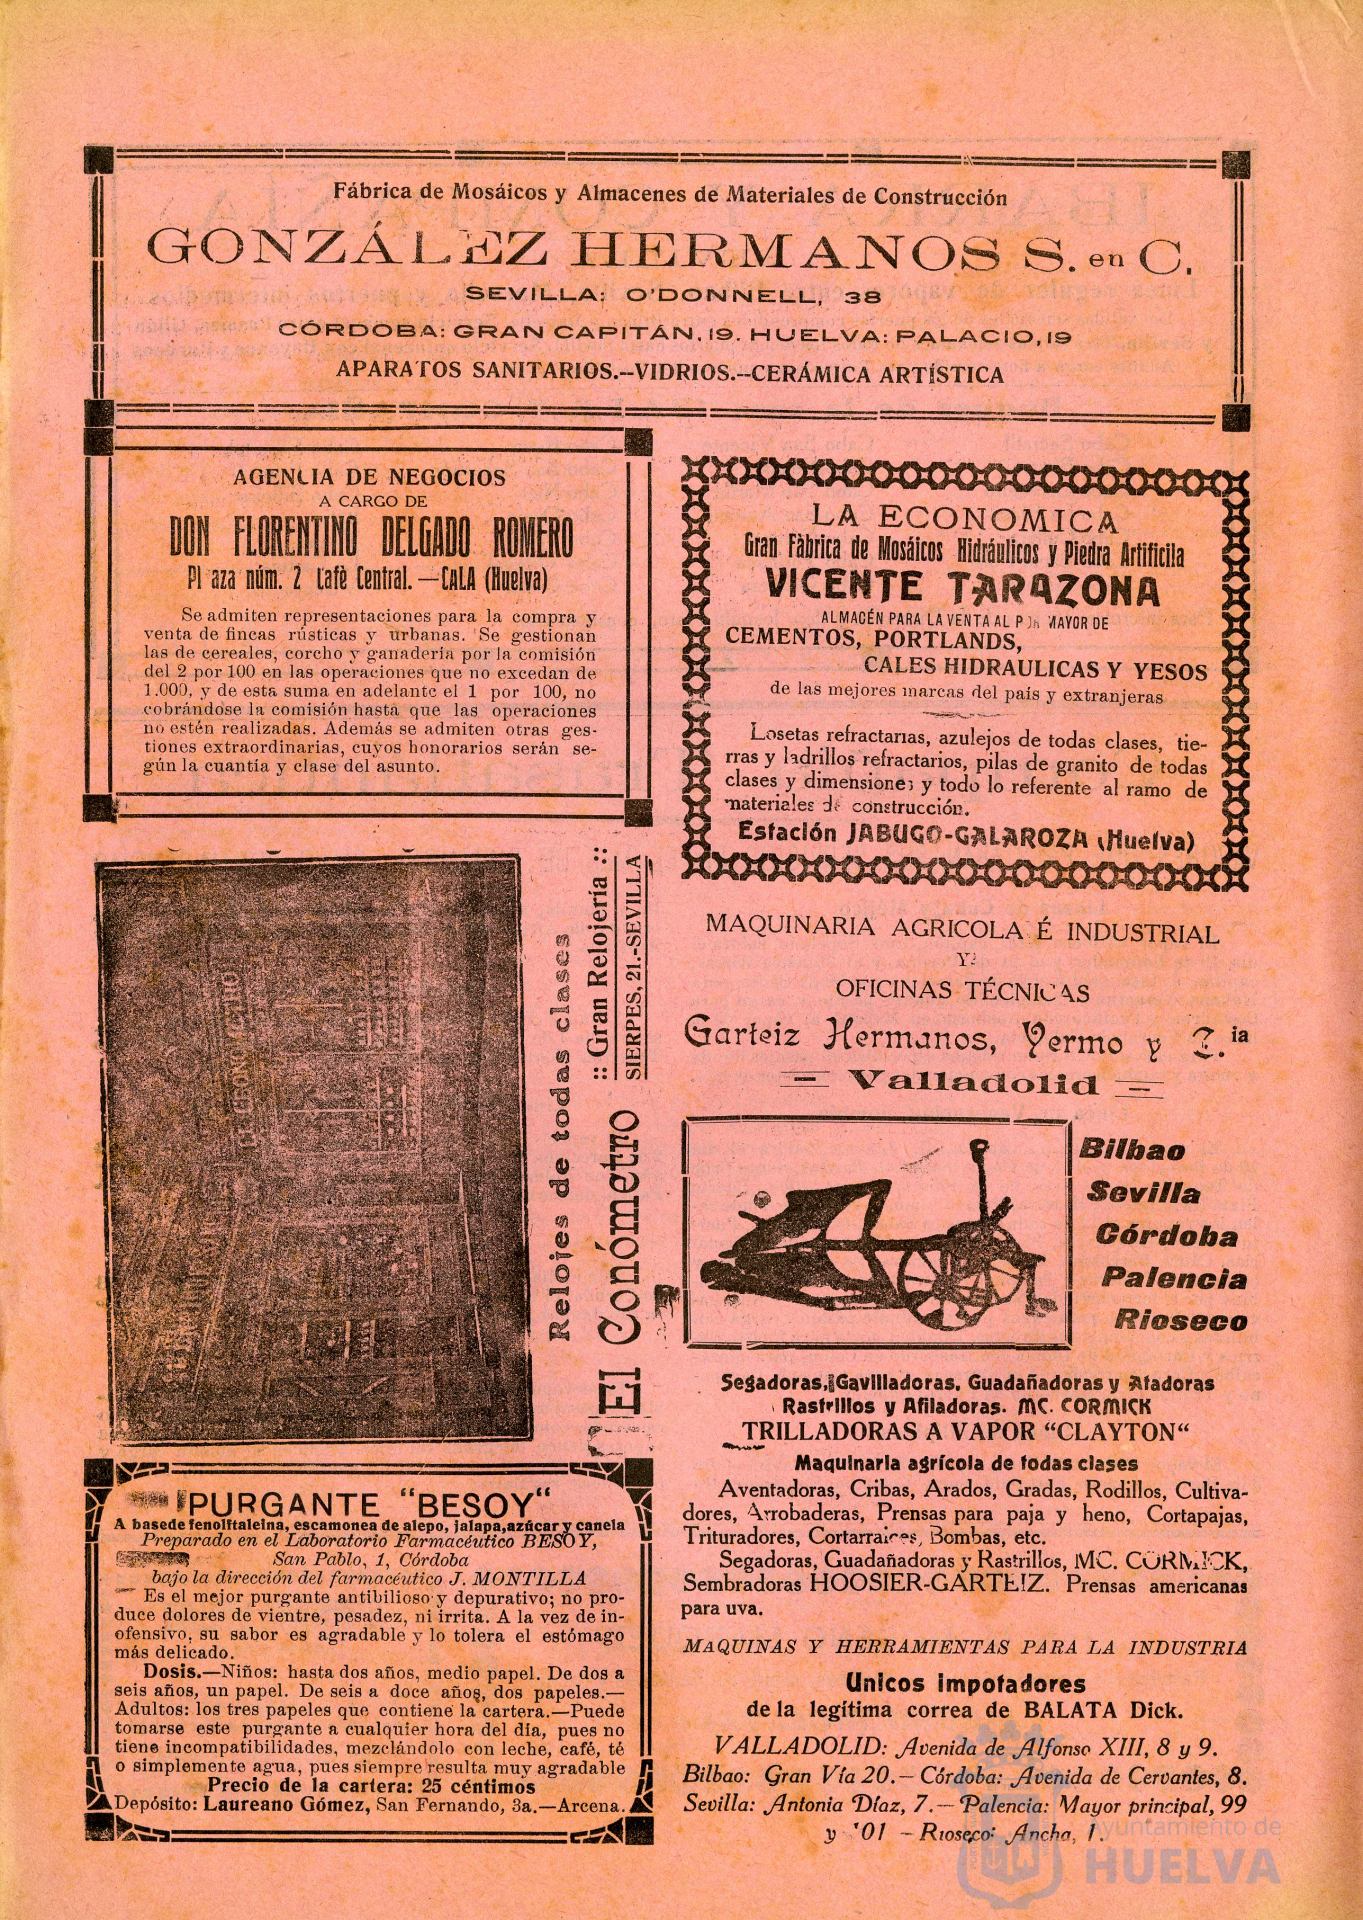 Fábrica de Mosáicos y Almacenes de Materiales de Construcción
GONZÁLEZ HERMANOS S. en C.
SEVILLA: O'DONNELL, 38
CÓRDOBA: GRAN CAPITÁN, 19. HUELVA: PALACIO, 19
APARATOS SANITARIOS.--VIDRIOS.--CERÁMICA ARTÍSTICA
AGENCIA DE NEGOCIOS
A CARGO DE
DON FLORENTINO DELGADO ROMERO
Pl aza núm. 2 Cafè Central. —CALA (Huelva)
Se admiten representaciones para la compra y
venta de fincas rústicas y urbanas. Se gestionan
las de cereales, corcho y ganadería por la comisión
del 2 por 100 en las operaciones que no excedan de
1.000, y de esta suma en adelante el 1 por 100, no
cobrándose la comisión hasta que las operaciones
no estén realizadas. Además se admiten otras ges-
tiones extraordinarias, cuyos honorarios serán se-
gún la cuantía y clase del asunto.
LA ECONOMICA
Gran Fàbrica de Mosáicos Hidráulicos y Piedra Artificila
VICENTE TARAZONA
ALMACÉN PARA LA VENTA AL POR MAYOR DE
CEMENTOS, PORTLANDS,
CALES HIDRAULICAS Y YESOS
de las mejores marcas del país y extranjeras
Losetas refractarias, azulejos de todas clases, tie-
rras y ladrillos refractarios, pilas de granito de todas
clases y dimensiones y todo lo referente al ramo de
materiales de construcción.
Estación JABUGO-GALAROZA (Huelva)
El Conómetro :: Gran Relojería ::
SIERPES, 21.-SEVILLA
Relojes de todas clases
PURGANTE "BESOY"
A basede fenolftaleina, escamonea de alepo, jalapa, azúcar y canela
Preparado en el Laboratorio Farmacéutico BESOY,
San Pablo, 1, Córdoba
bajo la dirección del farmacéutico J. MONTILLA
Es el mejor purgante antibilioso y depurativo; no pro-
duce dolores de vientre, pesadez, ni irrita. A la vez de in-
ofensivo, su sabor es agradable y lo tolera el estómago
más delicado.
Dosis.—Niños: hasta dos años, medio papel. De dos a
seis años, un papel. De seis a doce años, dos papeles.—
Adultos: los tres papeles que contiene la cartera.—Puede
tomarse este purgante a cualquier hora del día, pues no
tiene incompatibilidades, mezclándolo con leche, café, té
o simplemente agua, pues siempre resulta muy agradable
Precio de la cartera: 25 céntimos
Depósito: Laureano Gómez, San Fernando, 3a.—Arcena.
MAQUINARIA AGRICOLA É INDUSTRIAL
Y
OFICINAS TÉCNICAS
Garteiz Hermanos, Yermo y C.ia
Valladolid
Bilbao
Sevilla
Córdoba
Palencia
Rioseco
Segadoras, Gavilladoras, Guadañadoras y Atadoras
Rastrillos y Afiladoras. MC. CORMICK
TRILLADORAS A VAPOR "CLAYTON"
Maquinaria agrícola de todas clases
Aventadoras, Cribas, Arados, Gradas, Rodillos, Cultiva-
dores, Arrobaderas, Prensas para paja y heno, Cortapajas,
Trituradores, Cortarraices, Bombas, etc.
Segadoras, Guadañadoras y Rastrillos, MC. CORMICK,
Sembradoras HOOSIER-GARTEIZ. Prensas americanas
para uva.
MAQUINAS Y HERRAMIENTAS PARA LA INDUSTRIA
Unicos impotadores
de la legítima correa de BALATA Dick.
VALLADOLID: Avenida de Alfonso XIII, 8 y 9.
Bilbao: Gran Vía 20.—Córdoba: Avenida de Cervantes, 8.
Sevilla: Antonia Díaz, 7.—Palencia: Mayor principal, 99
y '01 – Rioseco: Ancha, 1.
Ayuntamiento de
HUELVA